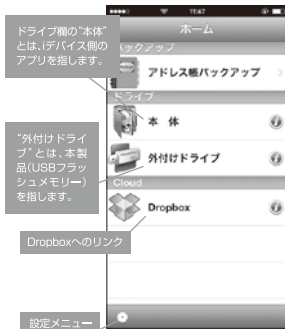 11:47
ホーム
ドライブ欄の"本体"
とは、iデバイス側の
アプリを指します。
バックアップ
アドレス帳バックアップ
ドライブ
本 体
"外付けドライ
ブ"とは、本製
品(USBフラッ
シュメモリー)
を指します。
外付けドライブ
Cloud
Dropbox
Dropboxへのリンク
設定メニュー